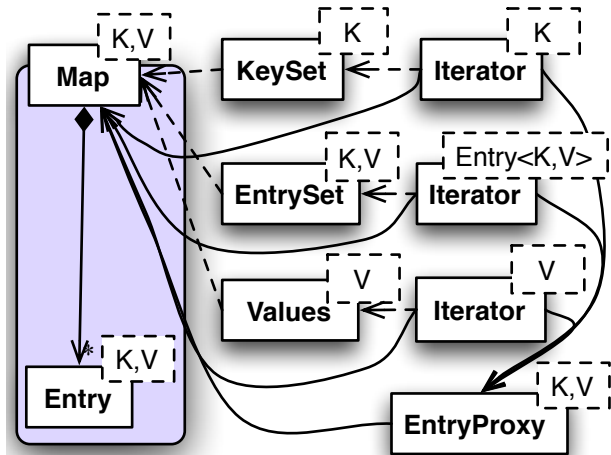 K,V
K
K
Map
KeySet
Iterator
K,V
Entry<K,V>
EntrySet
Iterator
V
V
Values
Iterator
*
K,V
K,V
Entry
EntryProxy